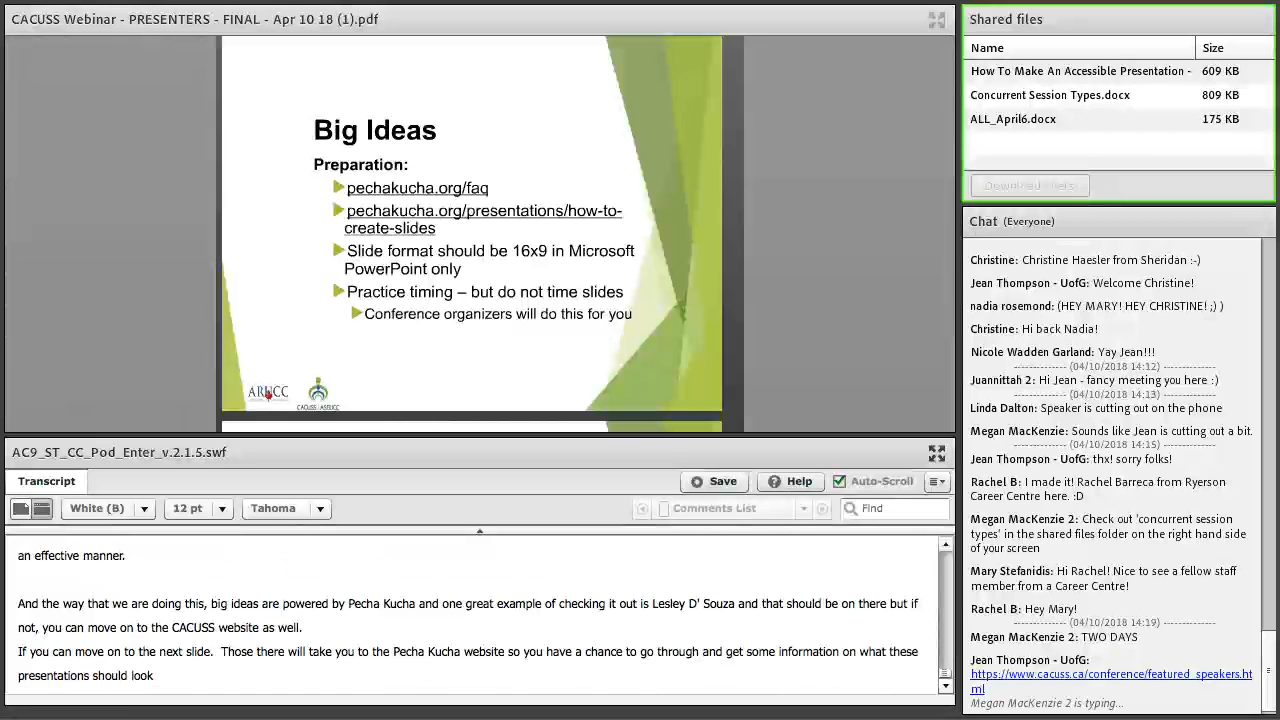 CACUSS Webinar - PRESENTERS - FINAL - Apr 10 18 (1).pdf
Big Ideas
Preparation:
pechakucha.org/faq
pechakucha.org/presentations/how-to-
create-slides
Slide format should be 16x9 in Microsoft
PowerPoint only
Practice timing – but do not time slides
Conference organizers will do this for you
ARUCC
CACUSS | ASEUCC
AC9_ST_CC_Pod_Enter_v.2.1.5.swf
Transcript
Save
Help
Auto-Scroll
White (B)
12 pt
Tahoma
Comments List
Find
an effective manner.
And the way that we are doing this, big ideas are powered by Pecha Kucha and one great example of checking it out is Lesley D' Souza and that should be on there but if
not, you can move on to the CACUSS website as well.
If you can move on to the next slide.  Those there will take you to the Pecha Kucha website so you have a chance to go through and get some information on what these
presentations should look
Shared files
Name Size
How To Make An Accessible Presentation - 609 KB
Concurrent Session Types.docx 809 KB
ALL_April6.docx 175 KB
Download File(s)
Chat (Everyone)
Christine: Christine Haesler from Sheridan :-)
Jean Thompson - UofG: Welcome Christine!
nadia rosemond: (HEY MARY! HEY CHRISTINE! ;) )
Christine: Hi back Nadia!
Nicole Wadden Garland: Yay Jean!!!
(04/10/2018 14:12)
Juannittah 2: Hi Jean - fancy meeting you here :)
(04/10/2018 14:13)
Linda Dalton: Speaker is cutting out on the phone
Megan MacKenzie: Sounds like Jean is cutting out a bit.
(04/10/2018 14:15)
Jean Thompson - UofG: thx! sorry folks!
Rachel B: I made it! Rachel Barreca from Ryerson
Career Centre here. :D
Megan MacKenzie 2: Check out 'concurrent session
types' in the shared files folder on the right hand side
of your screen
Mary Stefanidis: Hi Rachel! Nice to see a fellow staff
member from a Career Centre!
Rachel B: Hey Mary!
(04/10/2018 14:19)
Megan MacKenzie 2: TWO DAYS
Jean Thompson - UofG:
https://www.cacuss.ca/conference/featured_speakers.ht
ml
Megan MacKenzie 2 is typing...